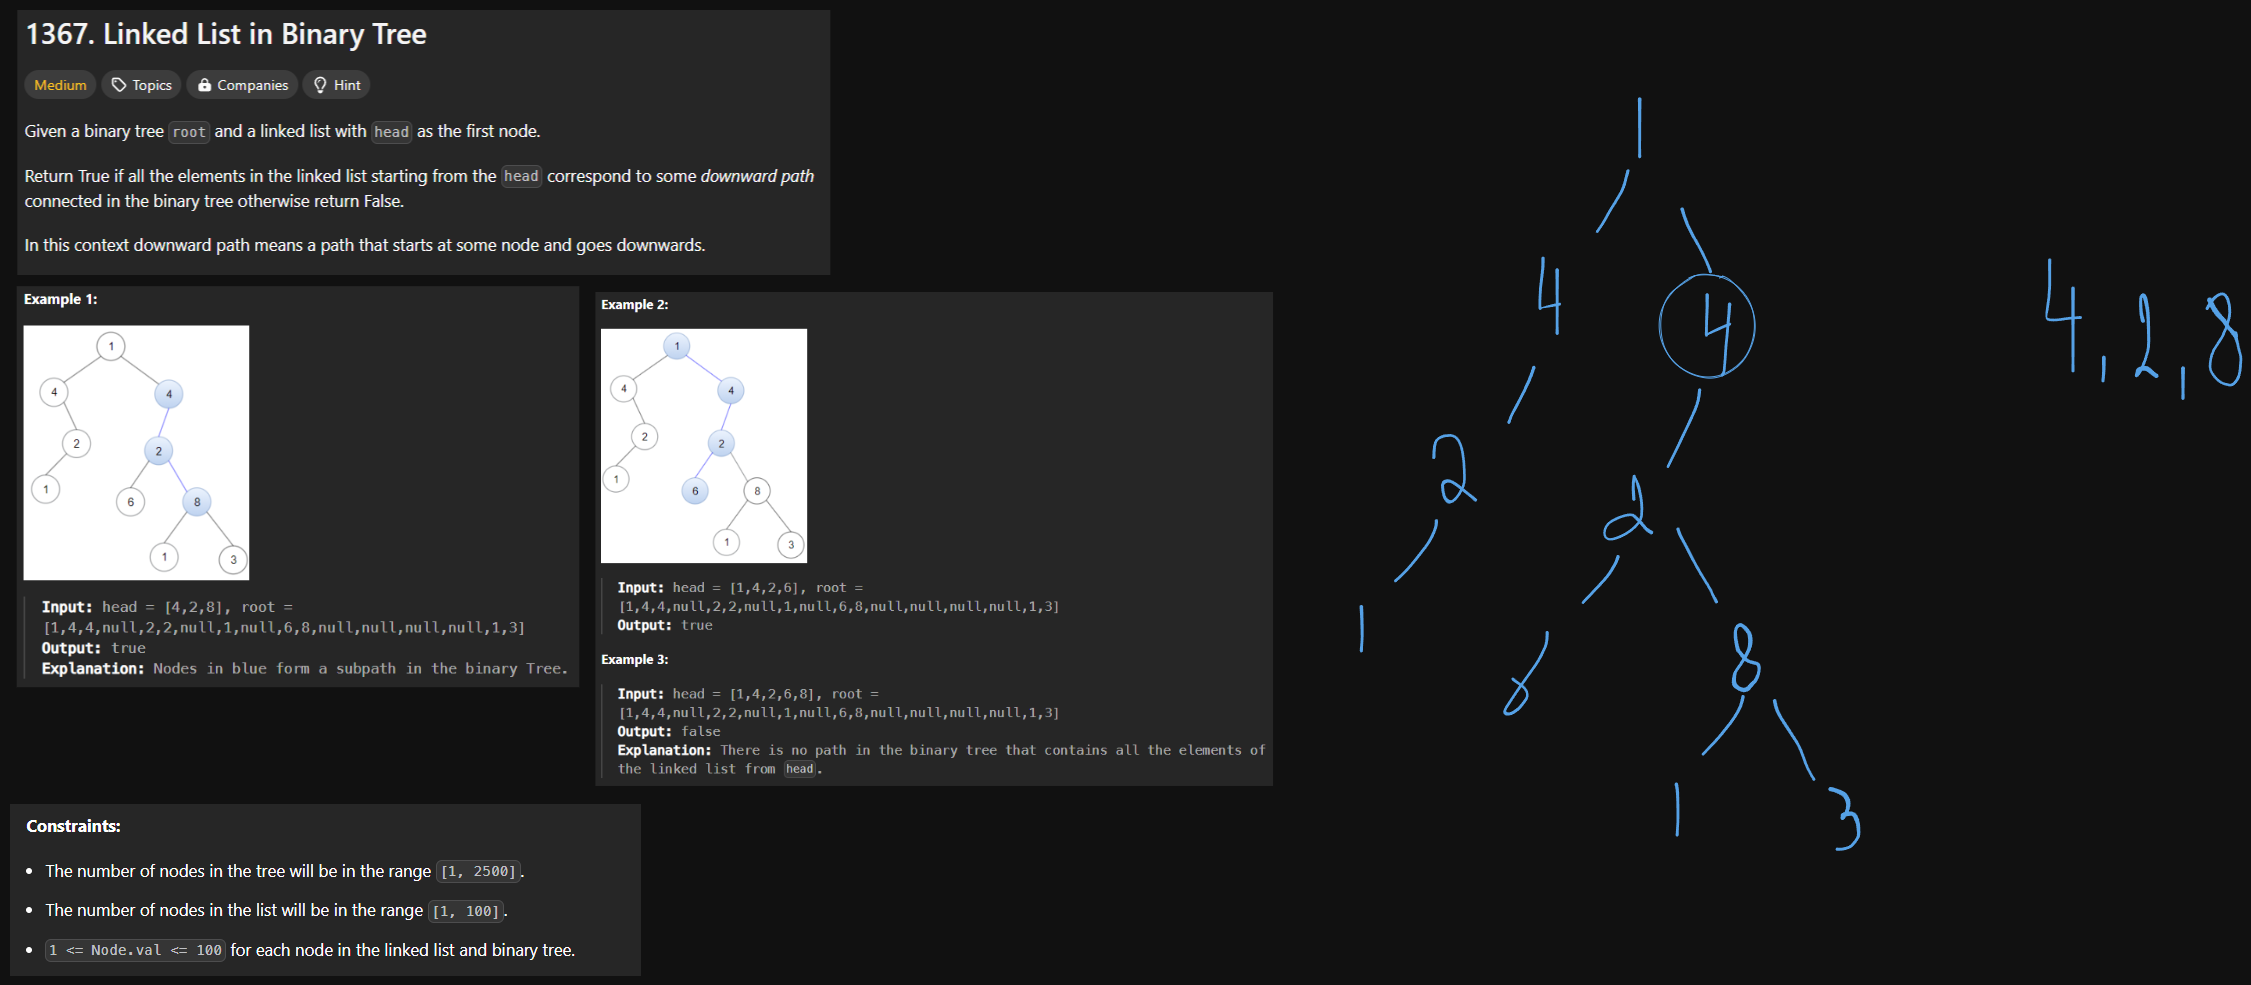 1367. Linked List in Binary Tree
Medium Topics Companies Hint
Given a binary tree root and a linked list with head as the first node.
Return True if all the elements in the linked list starting from the head correspond to some downward path
connected in the binary tree otherwise return False.
In this context downward path means a path that starts at some node and goes downwards.
Example 1:
1
4 4
2 2
1 6 8
1 3
Input: head = [4,2,8], root =
[1,4,4,null,2,2,null,1,null,6,8,null,null,null,null,1,3]
Output: true
Explanation: Nodes in blue form a subpath in the binary Tree.
Example 2:
1
4 4
2 2
1 6 8
1 3
Input: head = [1,4,2,6], root =
[1,4,4,null,2,2,null,1,null,6,8,null,null,null,null,1,3]
Output: true
Example 3:
Input: head = [1,4,2,6,8], root =
[1,4,4,null,2,2,null,1,null,6,8,null,null,null,null,1,3]
Output: false
Explanation: There is no path in the binary tree that contains all the elements of
the linked list from head.
Constraints:
• The number of nodes in the tree will be in the range [1, 2500].
• The number of nodes in the list will be in the range [1, 100].
• 1 <= Node.val <= 100 for each node in the linked list and binary tree.
1
4 4
2 2
1 6 8
1 3
4,2,8